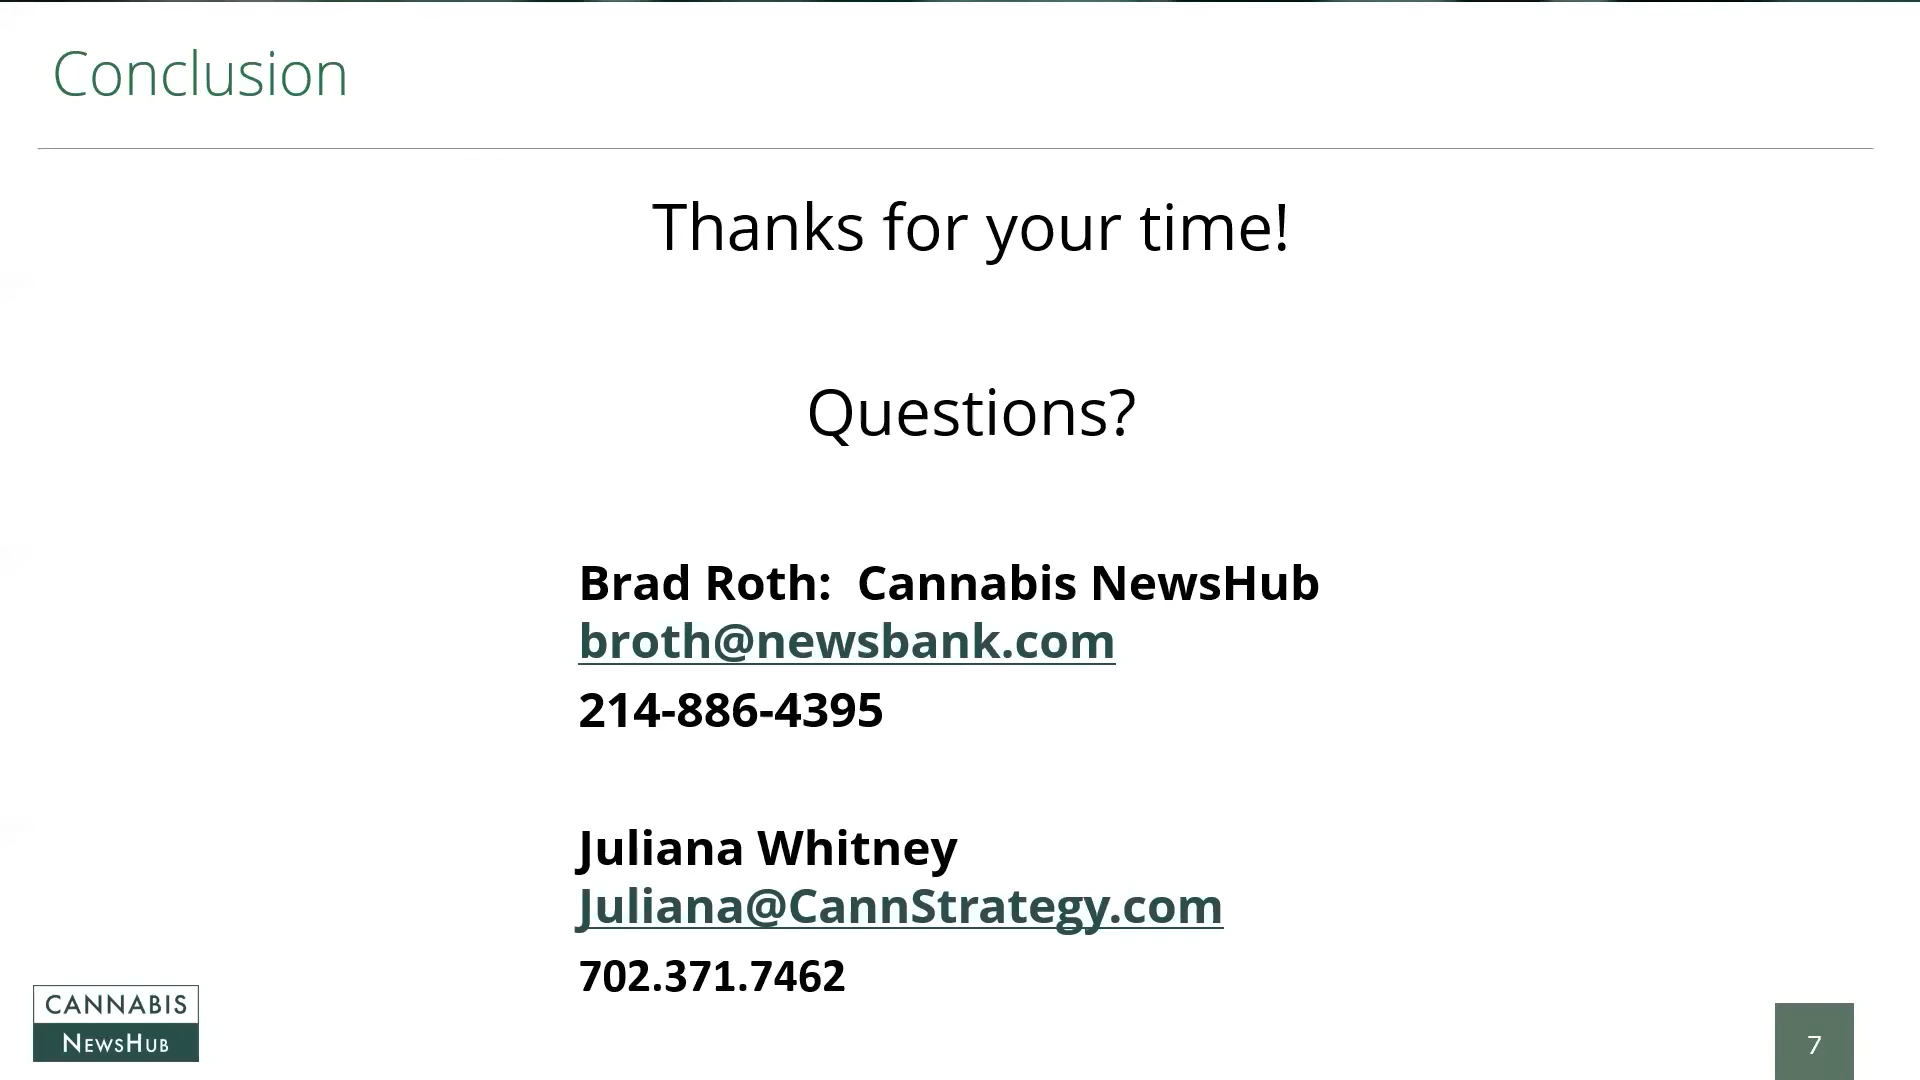 Conclusion
Thanks for your time!
Questions?
Brad Roth:  Cannabis NewsHub
broth@newsbank.com
214-886-4395
Juliana Whitney
Juliana@CannStrategy.com
702.371.7462
CANNABIS
NEWSHUB
7